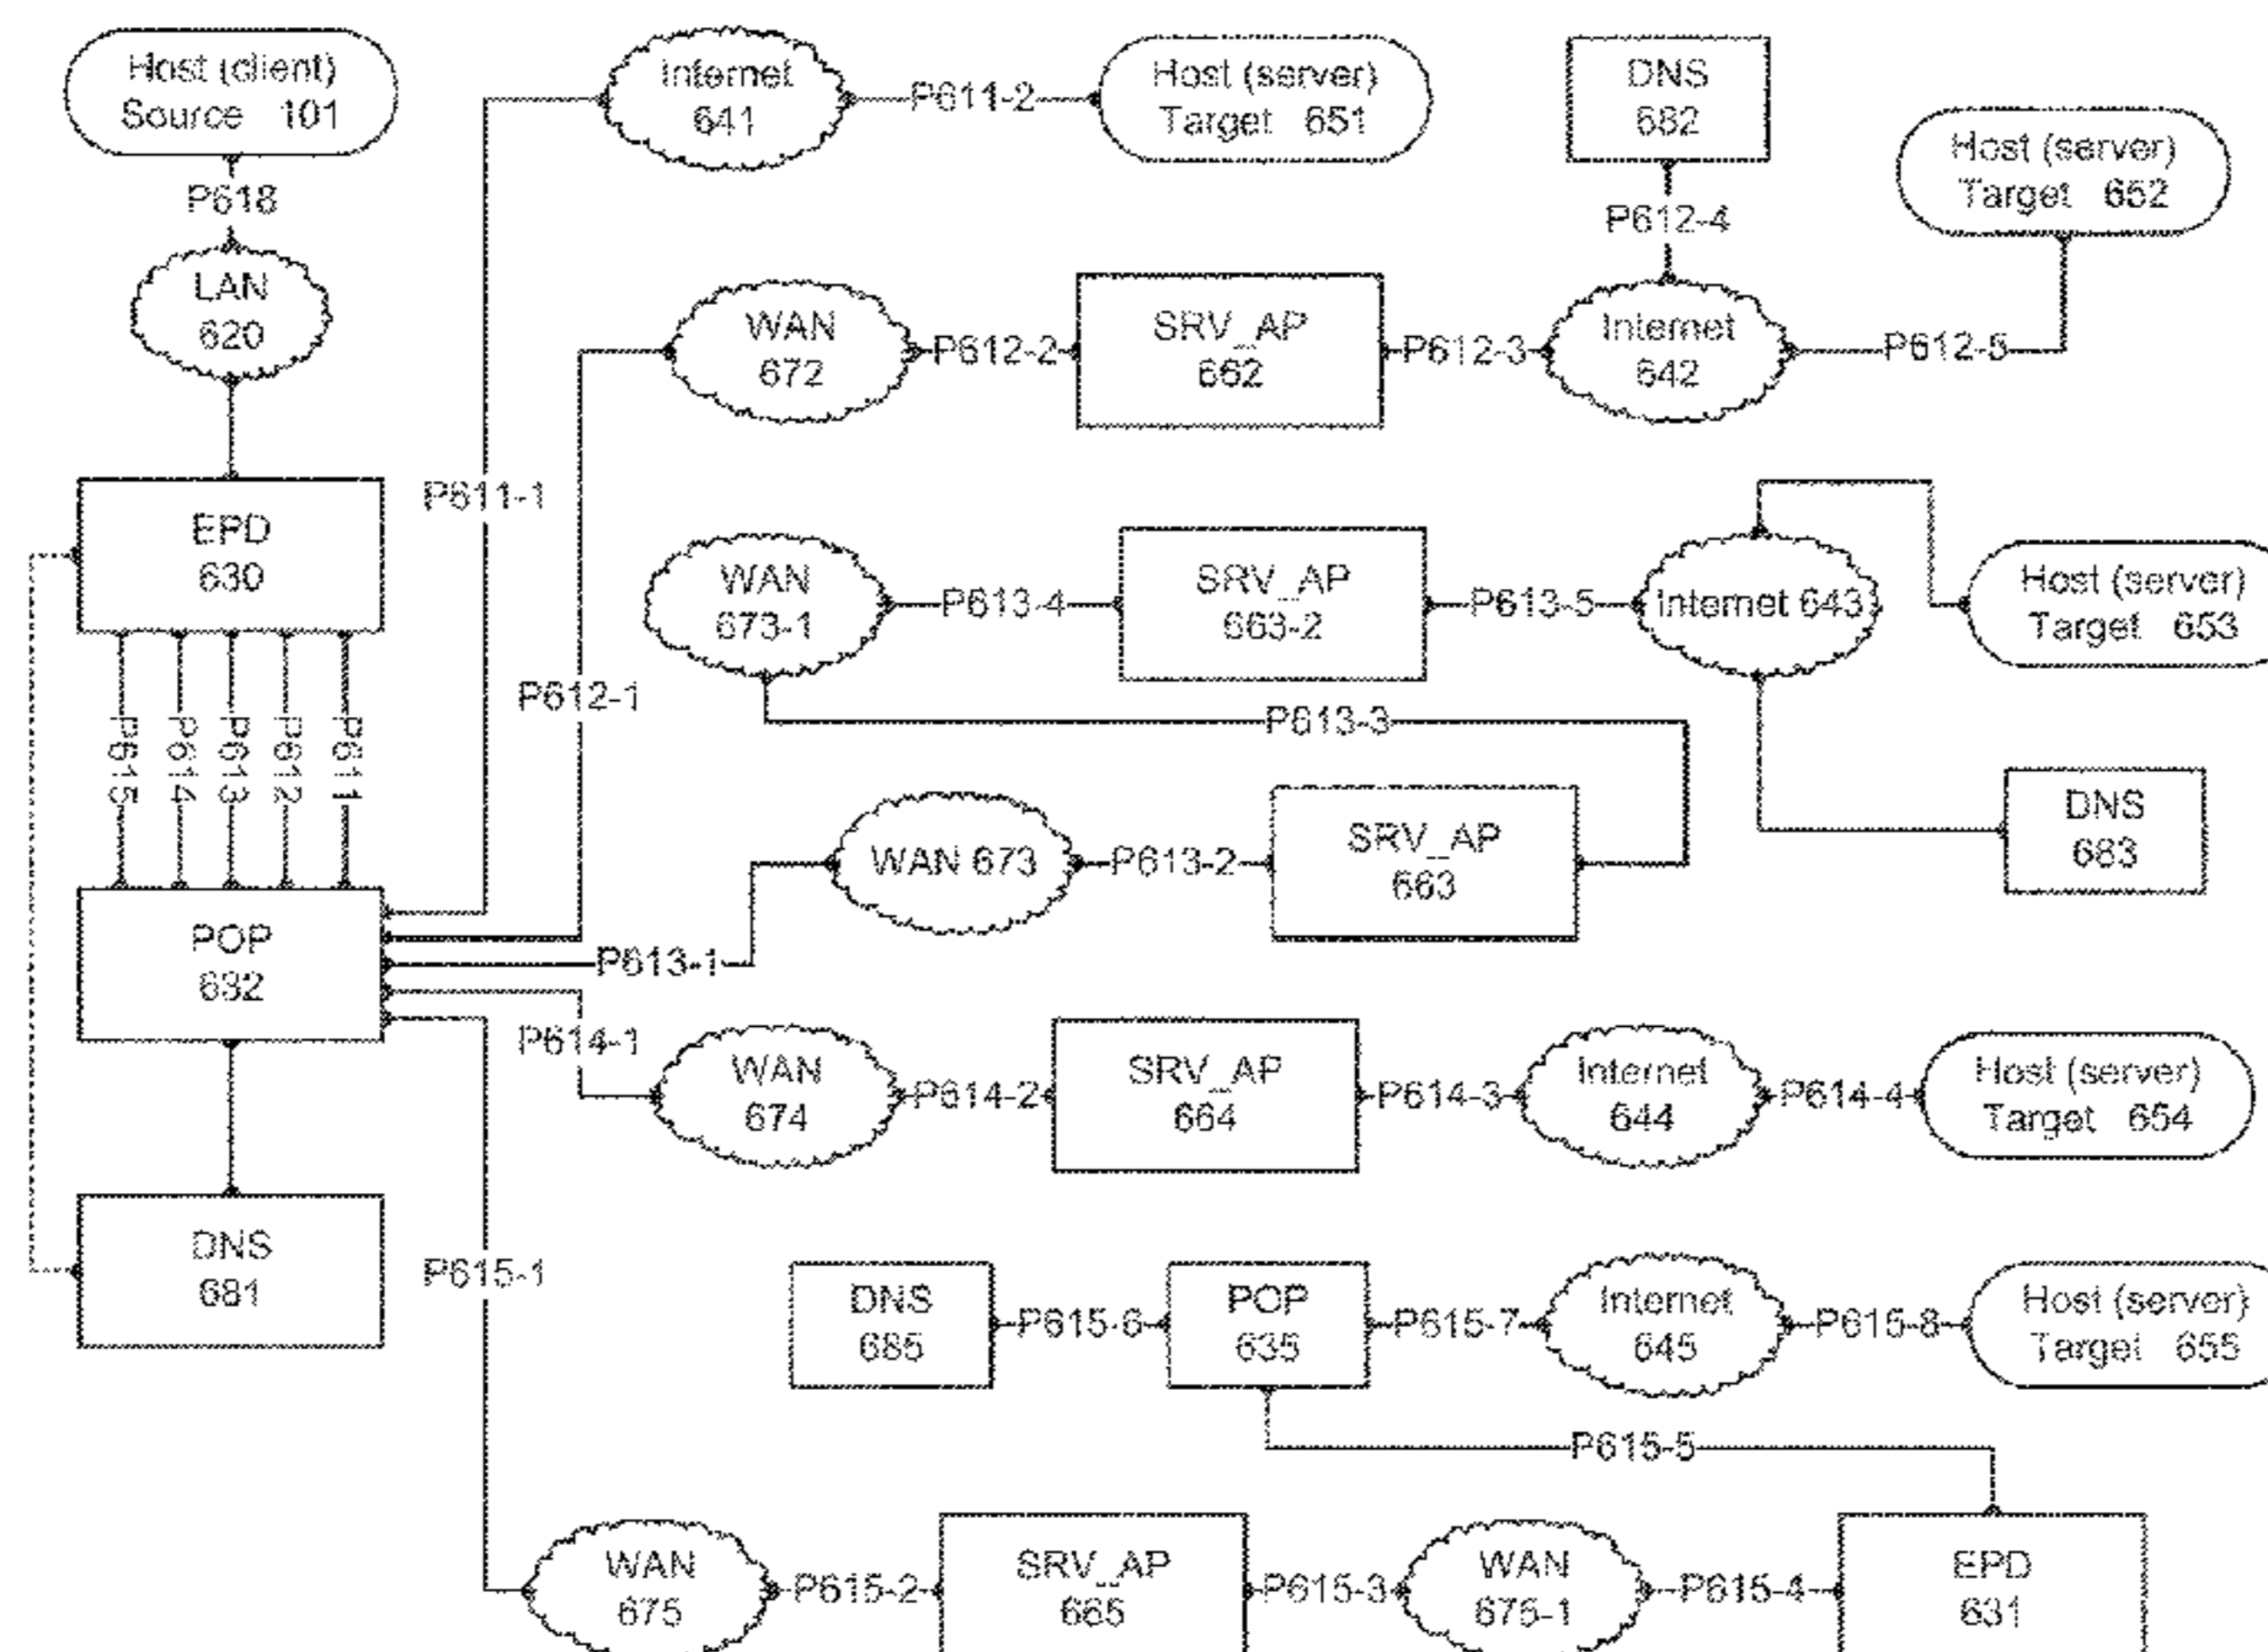 Host (client)
Source 101
P618
LAN
620
EPD
630
P615
P614
P613
P612
P611
POP
632
DNS
681
P611-1
Internet
641
P611-2
Host (server)
Target 651
P612-1
WAN
672
P612-2
SRV_AP
662
P612-3
Internet
642
P612-4
DNS
682
P612-5
Host (server)
Target 652
WAN
673-1
P613-4
SRV_AP
663-2
P613-5
Internet 643
Host (server)
Target 653
P613-3
DNS
683
P613-1
WAN 673
P613-2
SRV_AP
663
P614-1
WAN
674
P614-2
SRV_AP
664
P614-3
Internet
644
P614-4
Host (server)
Target 654
P615-1
DNS
685
P615-6
POP
635
P615-7
Internet
645
P615-8
Host (server)
Target 655
P615-5
WAN
675
P615-2
SRV_AP
665
P615-3
WAN
675-1
P615-4
EPD
631